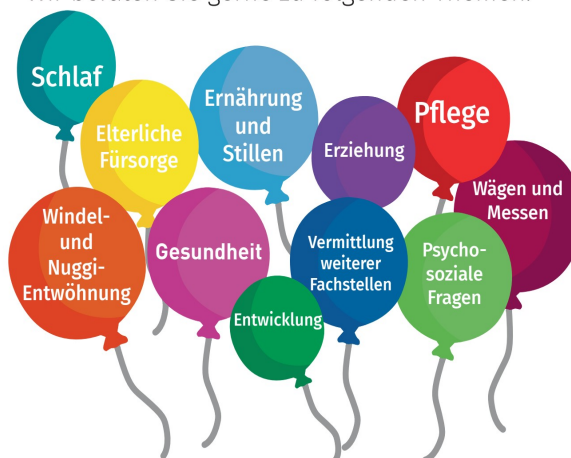 Wir beraten Sie gerne zu folgenden Themen:
Schlaf
Elterliche
Fürsorge
Ernährung
und
Stillen
Erziehung
Pflege
Wägen und
Messen
Windel-
und
Nuggi-
Entwöhnung
Gesundheit
Vermittlung
weiterer
Fachstellen
Psycho-
soziale
Fragen
Entwicklung